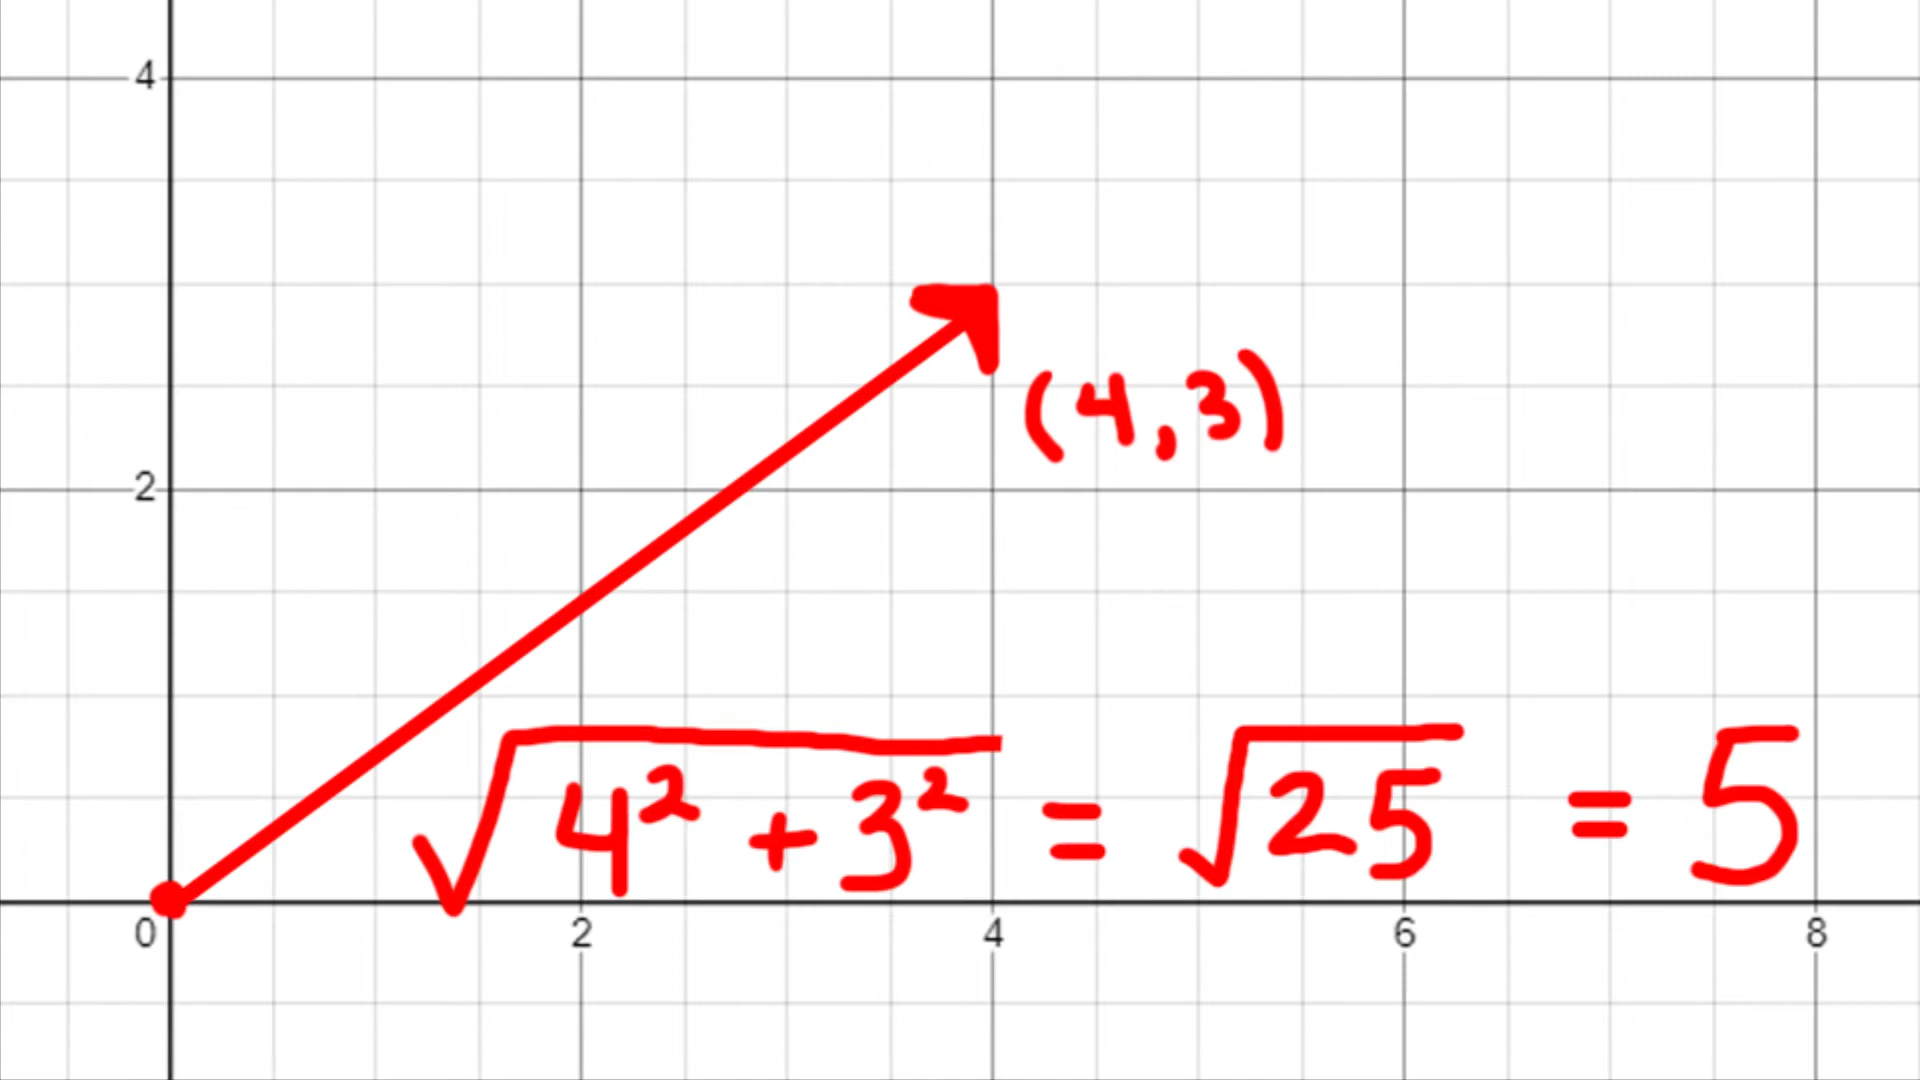 4
(4,3)
2
√4² + 3² = √25 = 5
0 2 4 6 8